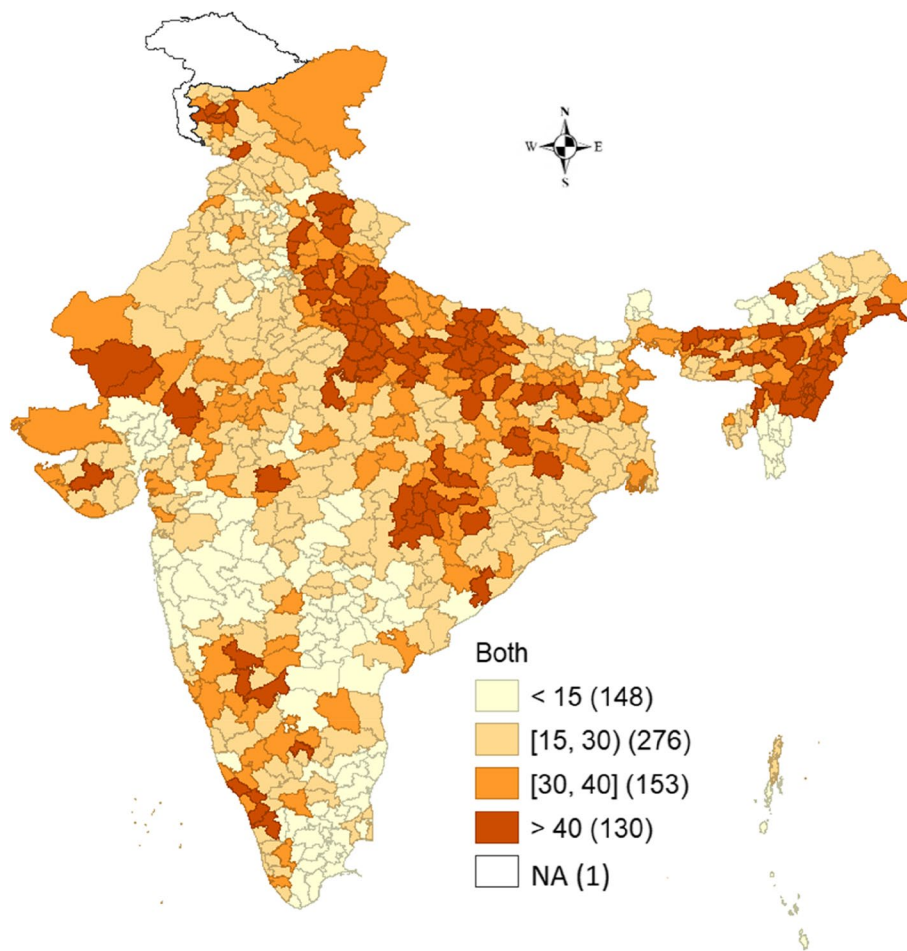 N
W E
S
Both
< 15 (148)
[15, 30) (276)
[30, 40] (153)
> 40 (130)
NA (1)